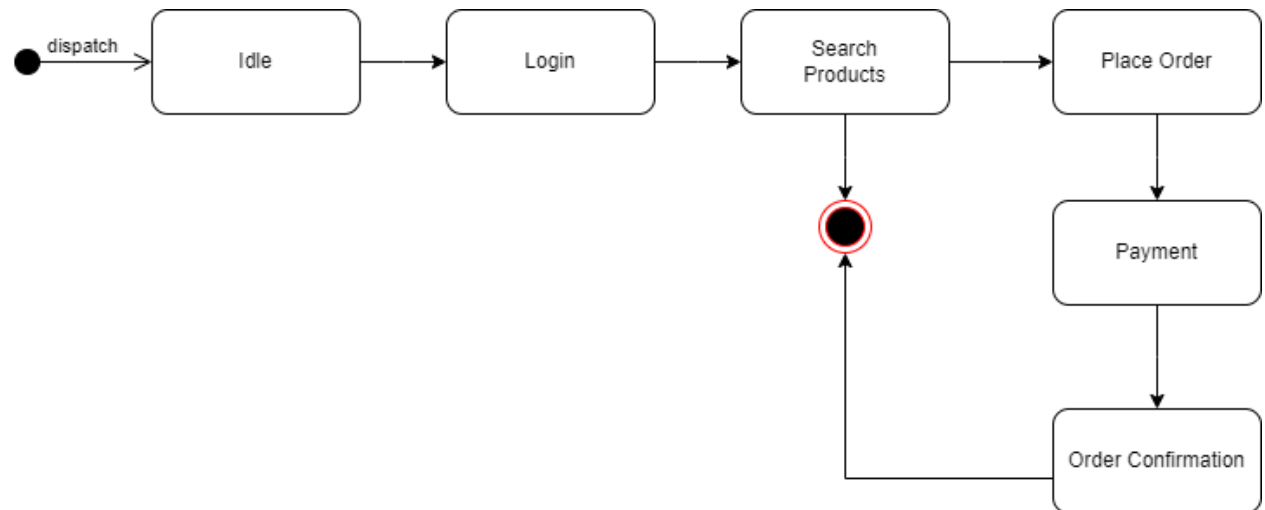 dispatch
Idle
Login
Search
Products
Place Order
Payment
Order Confirmation